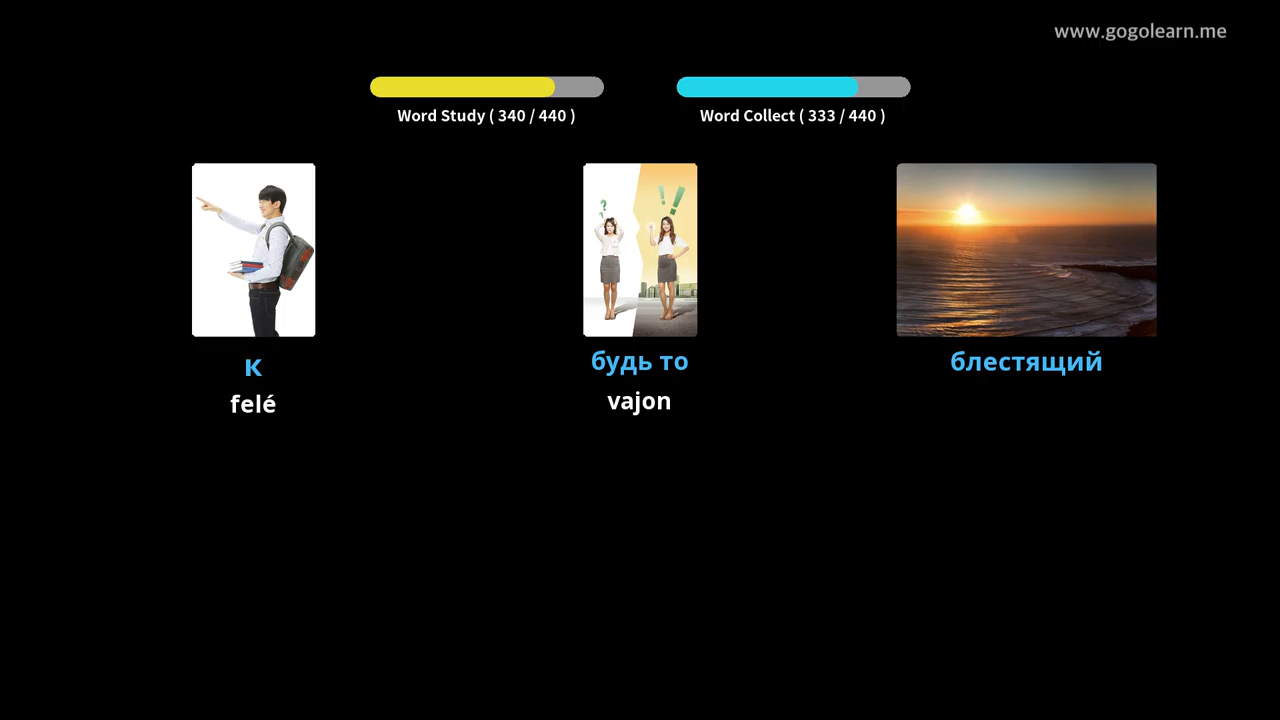 www.gogolearn.me
Word Study ( 340 / 440 )
Word Collect ( 333 / 440 )
к
felé
будь то
vajon
блестящий